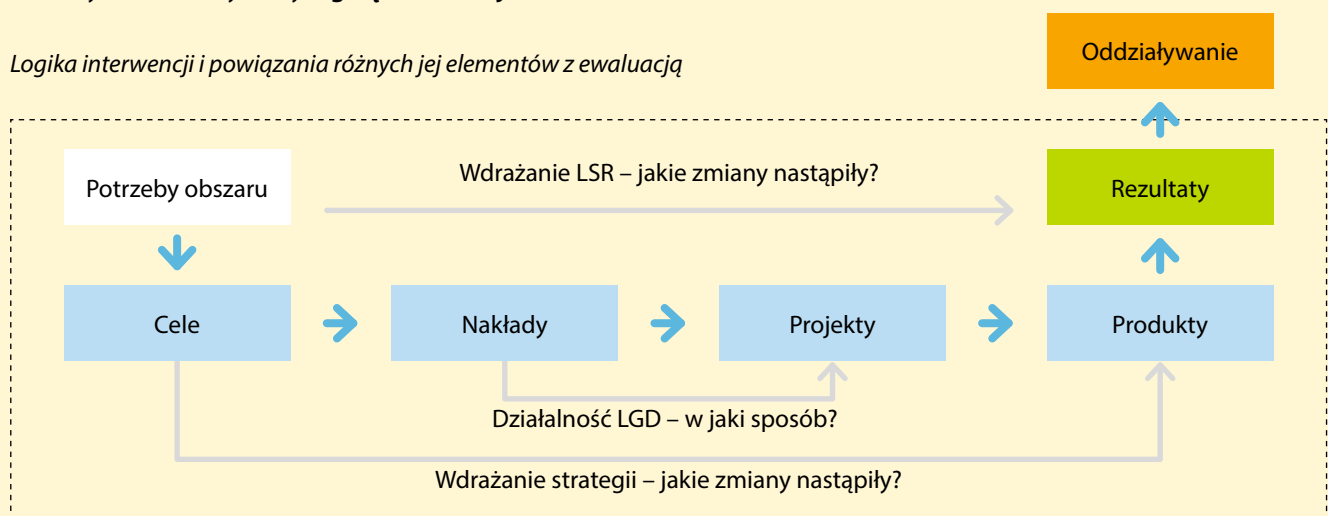 Logika interwencji i powiązania różnych jej elementów z ewaluacją
Oddziaływanie
Potrzeby obszaru
Wdrażanie LSR – jakie zmiany nastąpiły?
Rezultaty
Cele
Nakłady
Projekty
Produkty
Działalność LGD – w jaki sposób?
Wdrażanie strategii – jakie zmiany nastąpiły?